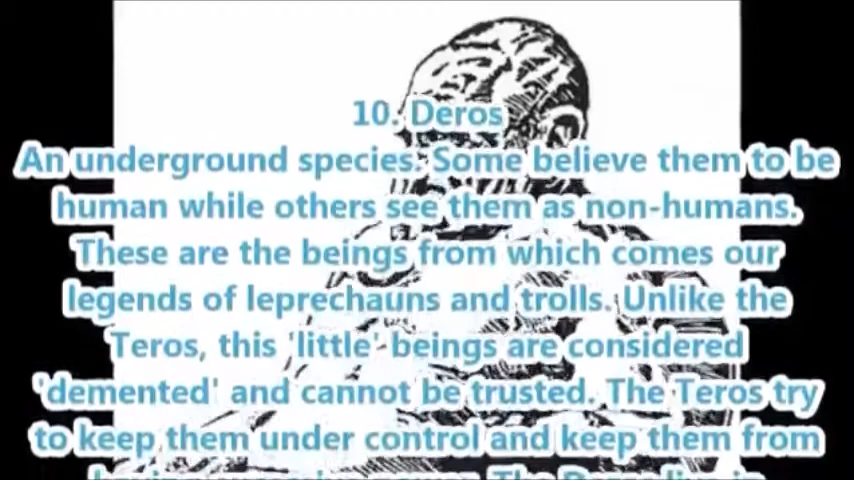 10. Deros
An underground species. Some believe them to be
human while others see them as non-humans.
These are the beings from which comes our
legends of leprechauns and trolls. Unlike the
Teros, this 'little' beings are considered
'demented' and cannot be trusted. The Teros try
to keep them under control and keep them from